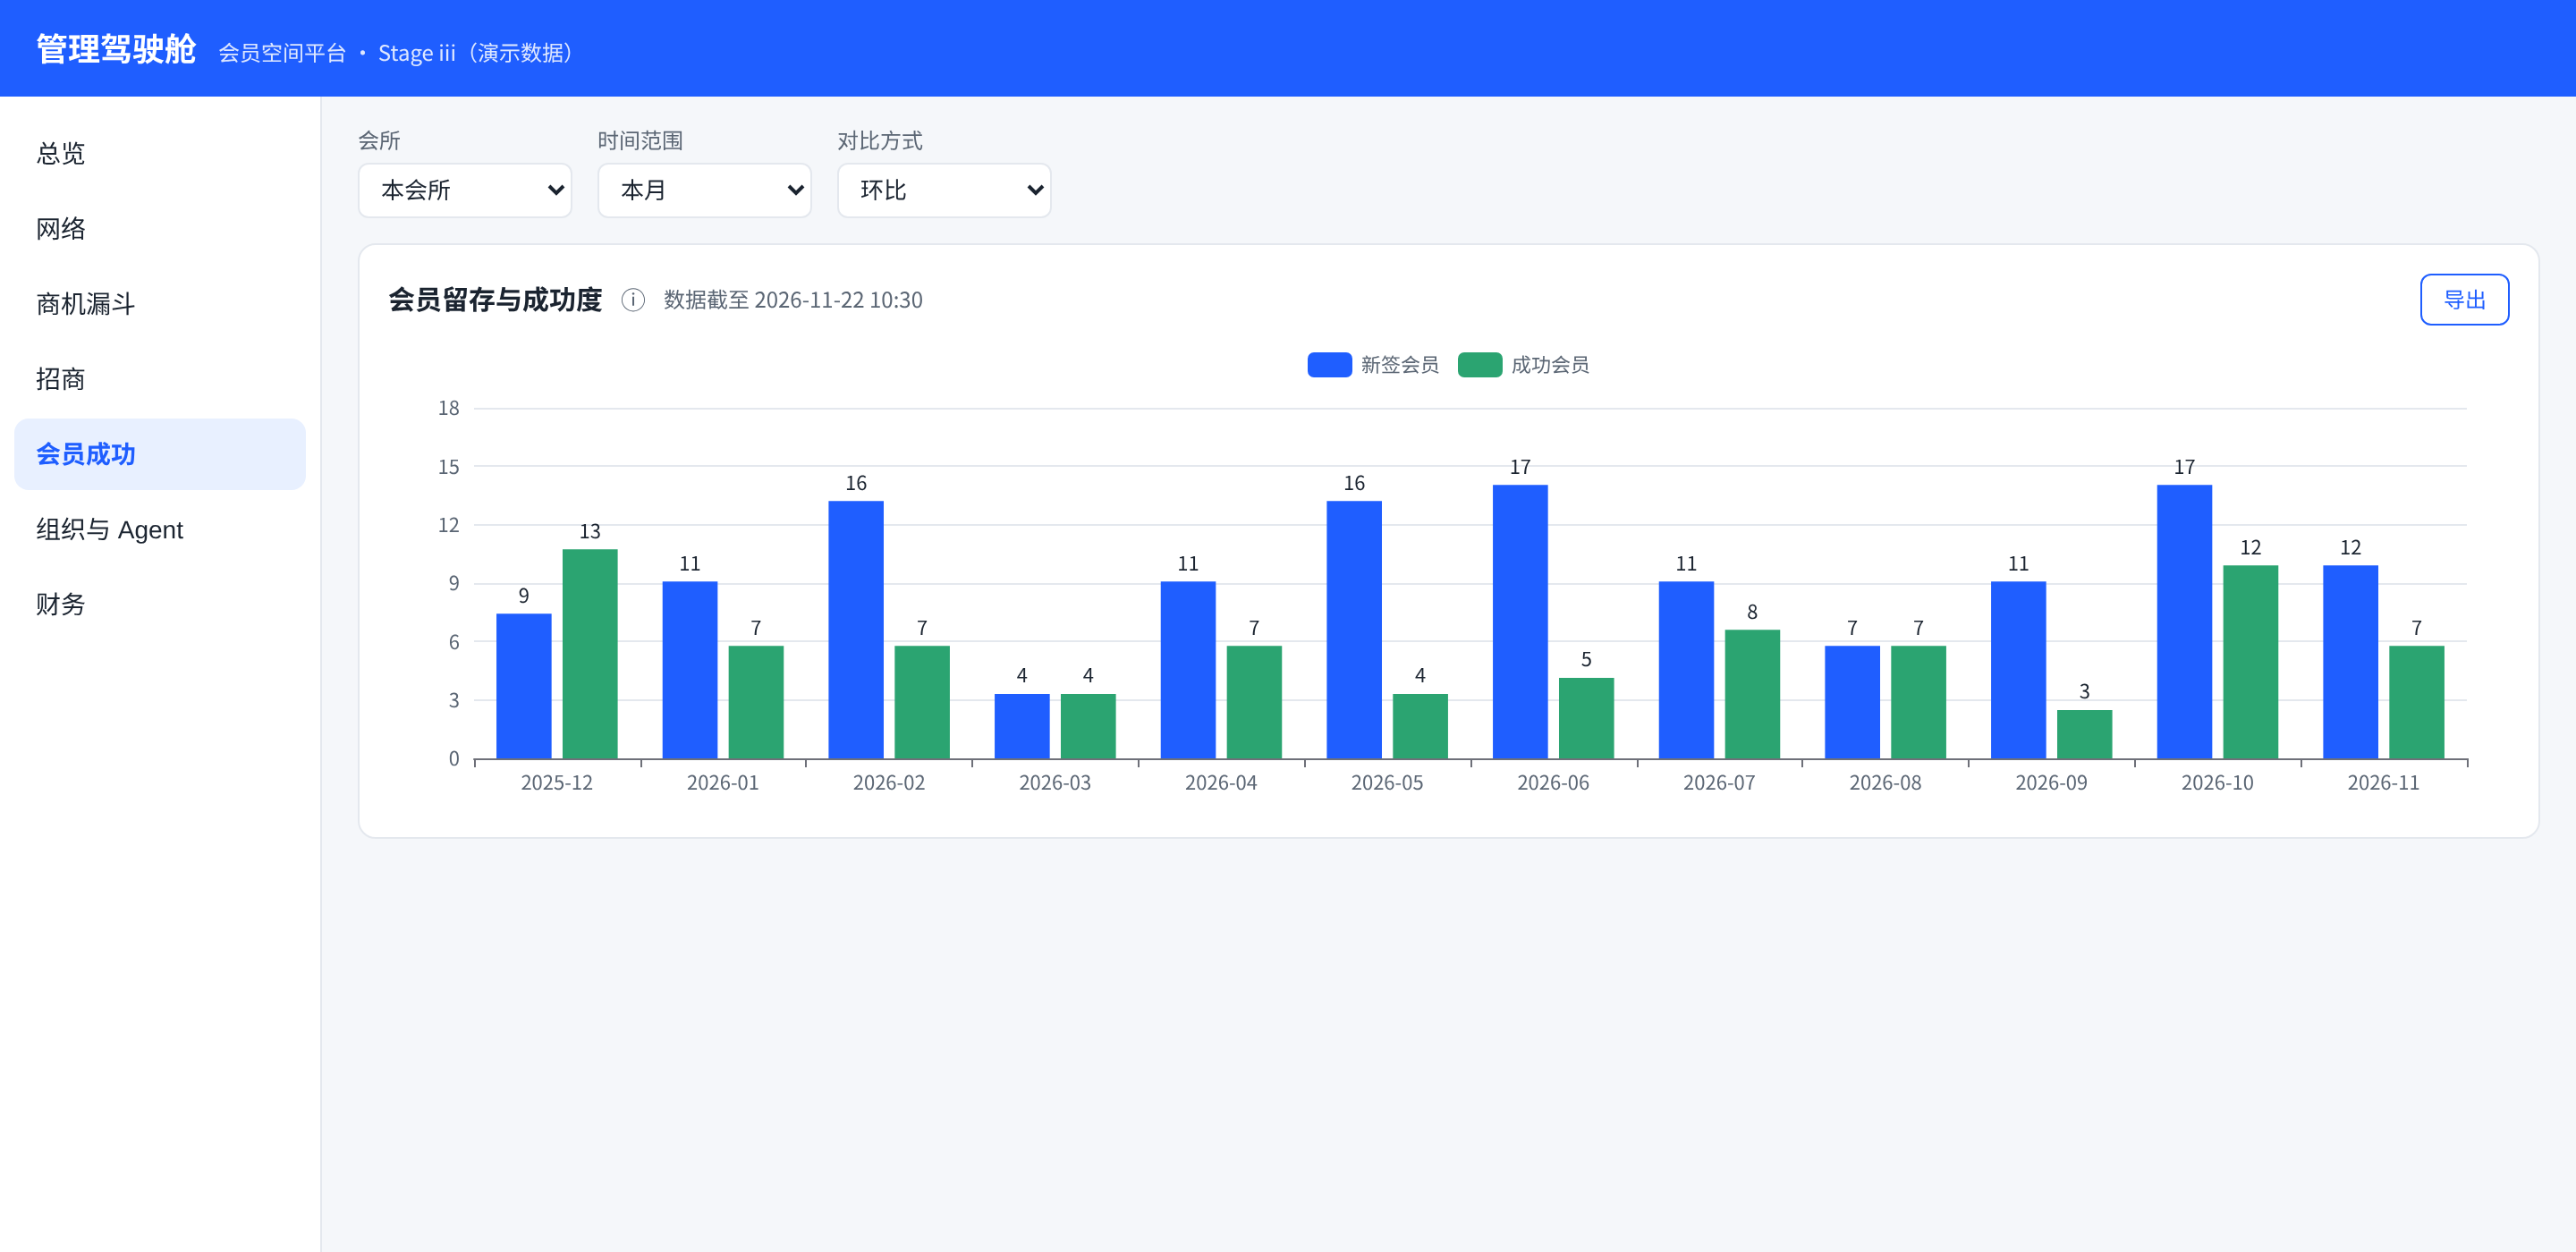 管理驾驶舱 会员空间平台 · Stage iii（演示数据）
总览
网络
商机漏斗
招商
会员成功
组织与 Agent
财务
会所 时间范围 对比方式
本会所 本月 环比
会员留存与成功度 ⓘ 数据截至 2026-11-22 10:30 导出
新签会员 成功会员
18
15
12
9
6
3
0
9 13 11 7 16 7 4 4 11 7 16 4 17 5 11 8 7 7 11 3 17 12 12 7
2025-12 2026-01 2026-02 2026-03 2026-04 2026-05 2026-06 2026-07 2026-08 2026-09 2026-10 2026-11